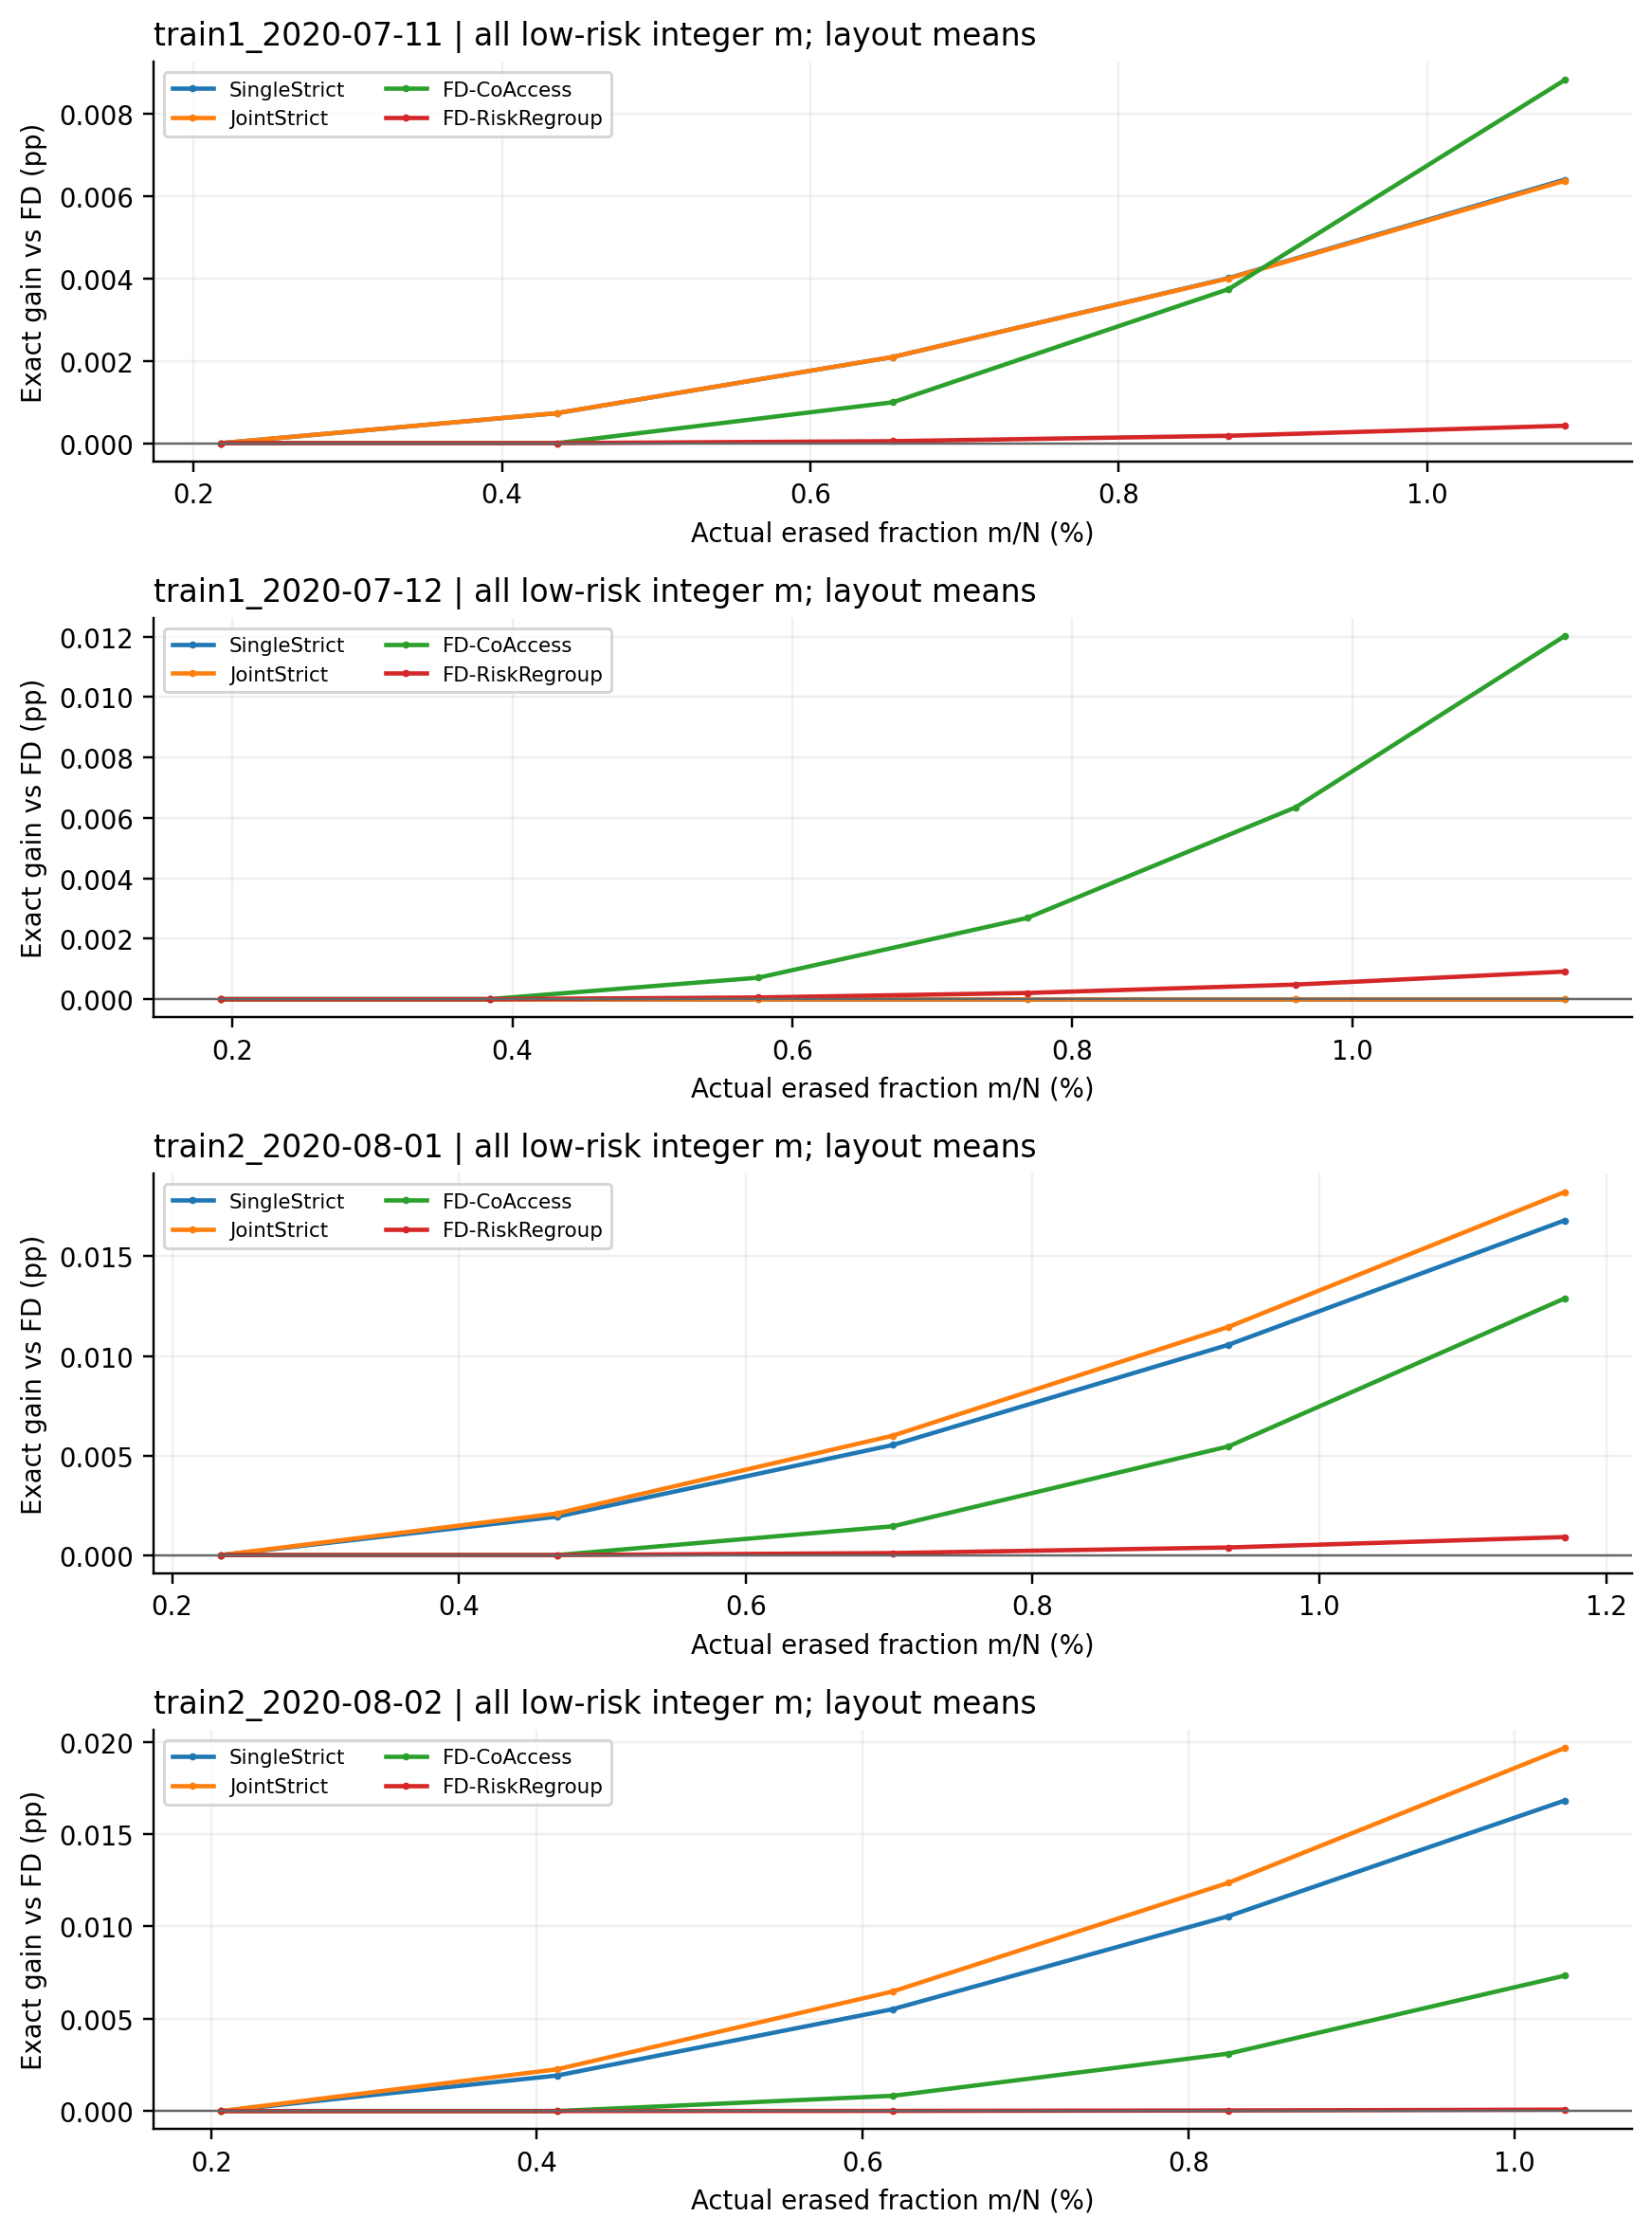 train1_2020-07-11 | all low-risk integer m; layout means
SingleStrict
JointStrict
FD-CoAccess
FD-RiskRegroup
Exact gain vs FD (pp)
0.008
0.006
0.004
0.002
0.000
0.2 0.4 0.6 0.8 1.0
Actual erased fraction m/N (%)
train1_2020-07-12 | all low-risk integer m; layout means
SingleStrict
JointStrict
FD-CoAccess
FD-RiskRegroup
Exact gain vs FD (pp)
0.012
0.010
0.008
0.006
0.004
0.002
0.000
0.2 0.4 0.6 0.8 1.0
Actual erased fraction m/N (%)
train2_2020-08-01 | all low-risk integer m; layout means
SingleStrict
JointStrict
FD-CoAccess
FD-RiskRegroup
Exact gain vs FD (pp)
0.015
0.010
0.005
0.000
0.2 0.4 0.6 0.8 1.0 1.2
Actual erased fraction m/N (%)
train2_2020-08-02 | all low-risk integer m; layout means
SingleStrict
JointStrict
FD-CoAccess
FD-RiskRegroup
Exact gain vs FD (pp)
0.020
0.015
0.010
0.005
0.000
0.2 0.4 0.6 0.8 1.0
Actual erased fraction m/N (%)